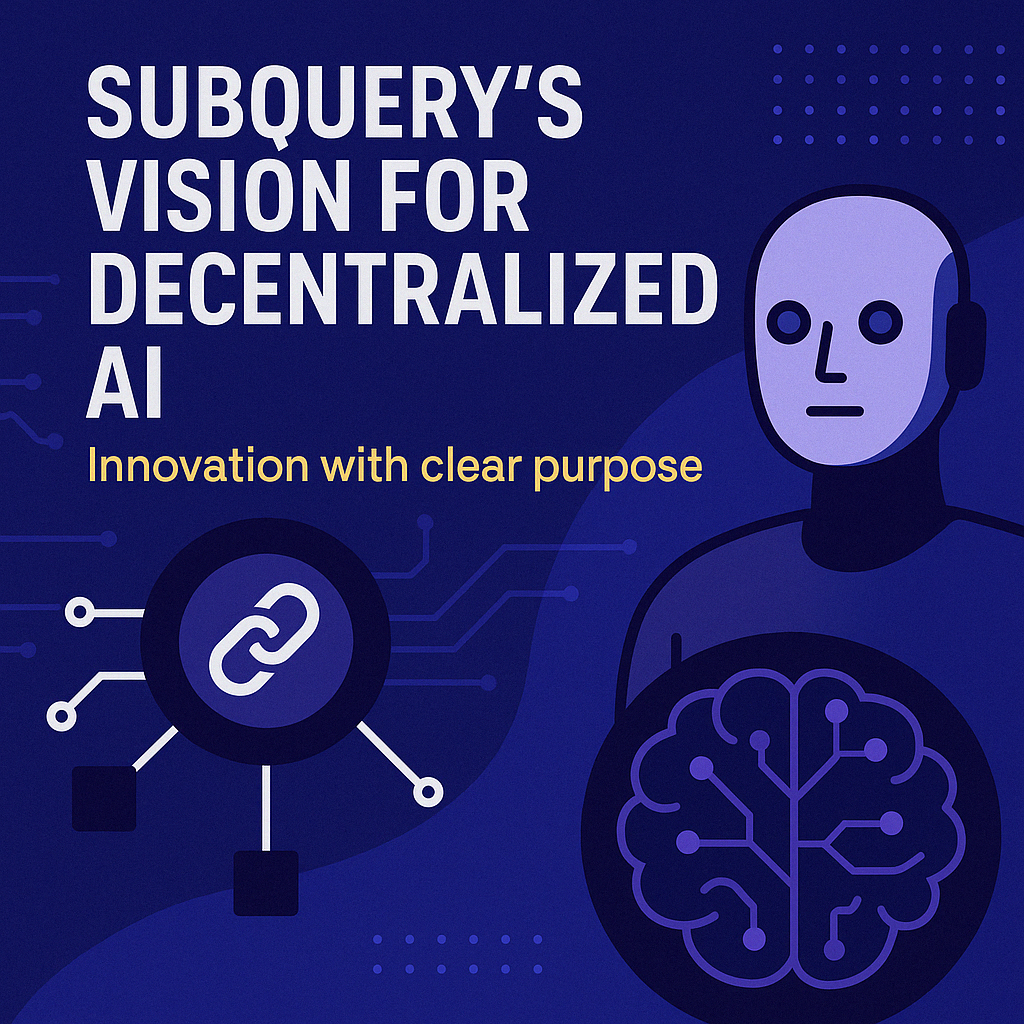 SUBQUERY'S
VISION FOR
DECENTRALIZED
AI
Innovation with clear purpose